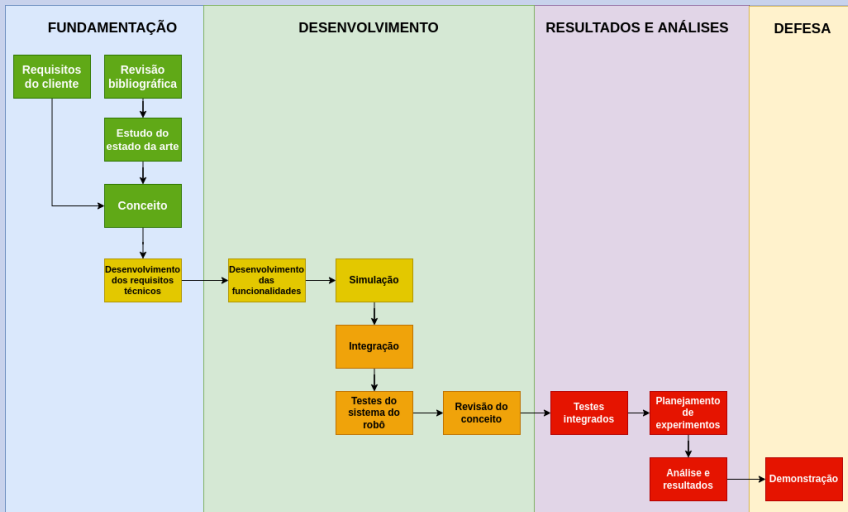 FUNDAMENTAÇÃO
DESENVOLVIMENTO
RESULTADOS E ANÁLISES
DEFESA
Requisitos
do cliente
Revisão
bibliográfica
Estudo do
estado da arte
Conceito
Desenvolvimento
dos requisitos
técnicos
Desenvolvimento
das
funcionalidades
Simulação
Integração
Testes do
sistema do
robô
Revisão do
conceito
Testes
integrados
Planejamento
de
experimentos
Análise e
resultados
Demonstração